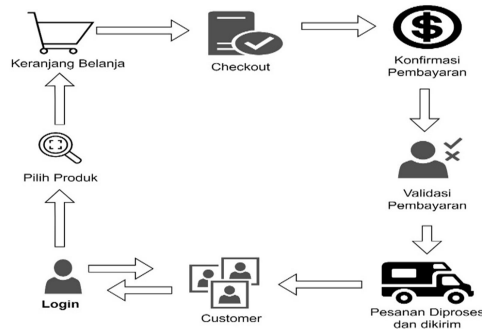 Keranjang Belanja
Checkout
Konfirmasi
Pembayaran
Pilih Produk
Validasi
Pembayaran
Login
Customer
Pesanan Diproses
dan dikirim